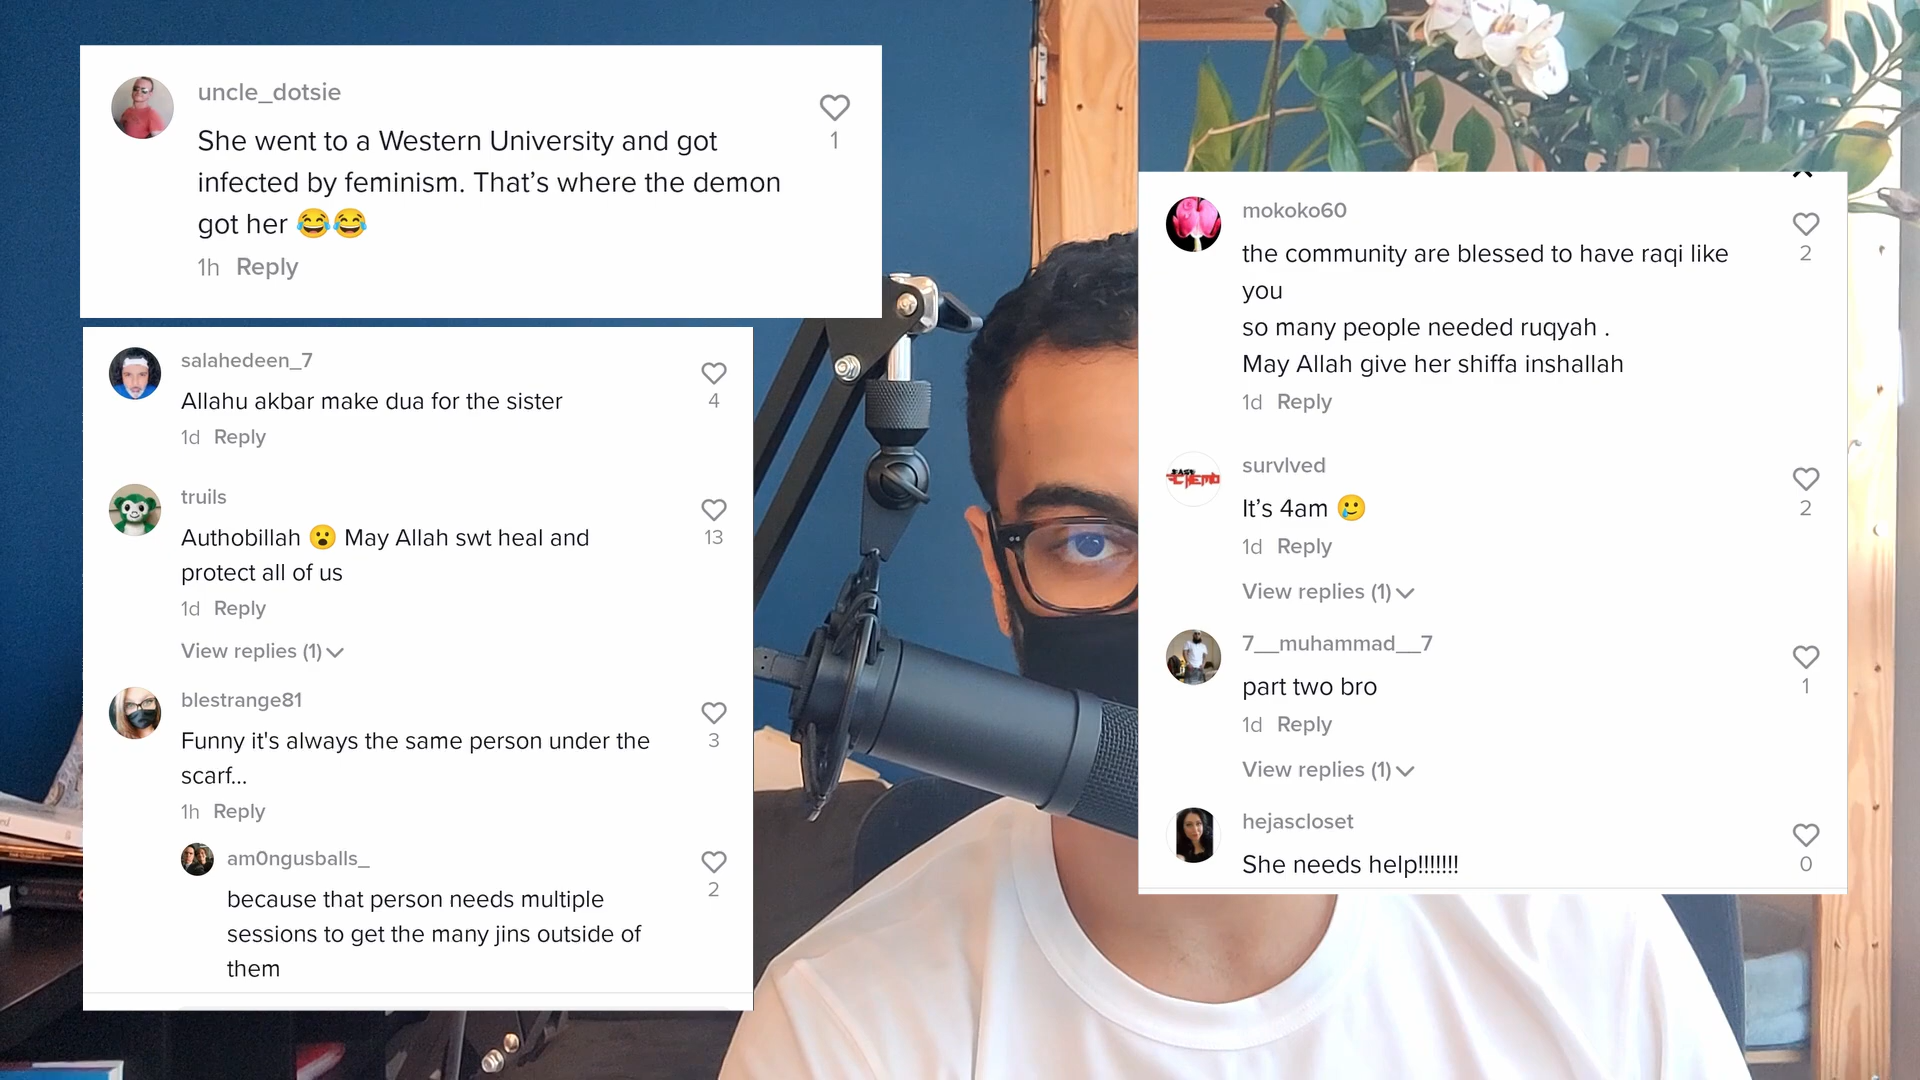 uncle_dotsie
She went to a Western University and got
infected by feminism. That’s where the demon
got her 😂😂
1h Reply
1
salahedeen_7
Allahu akbar make dua for the sister
1d Reply
4
truils
Authobillah 😮 May Allah swt heal and
protect all of us
1d Reply
13
View replies (1)
blestrange81
Funny it's always the same person under the
scarf...
1h Reply
3
am0ngusballs_
because that person needs multiple
sessions to get the many jins outside of
them
2
mokoko60
the community are blessed to have raqi like
you
so many people needed ruqyah .
May Allah give her shiffa inshallah
1d Reply
2
survlved
It’s 4am 🥲
1d Reply
2
View replies (1)
7__muhammad__7
part two bro
1d Reply
1
View replies (1)
hejascloset
She needs help!!!!!!!
0